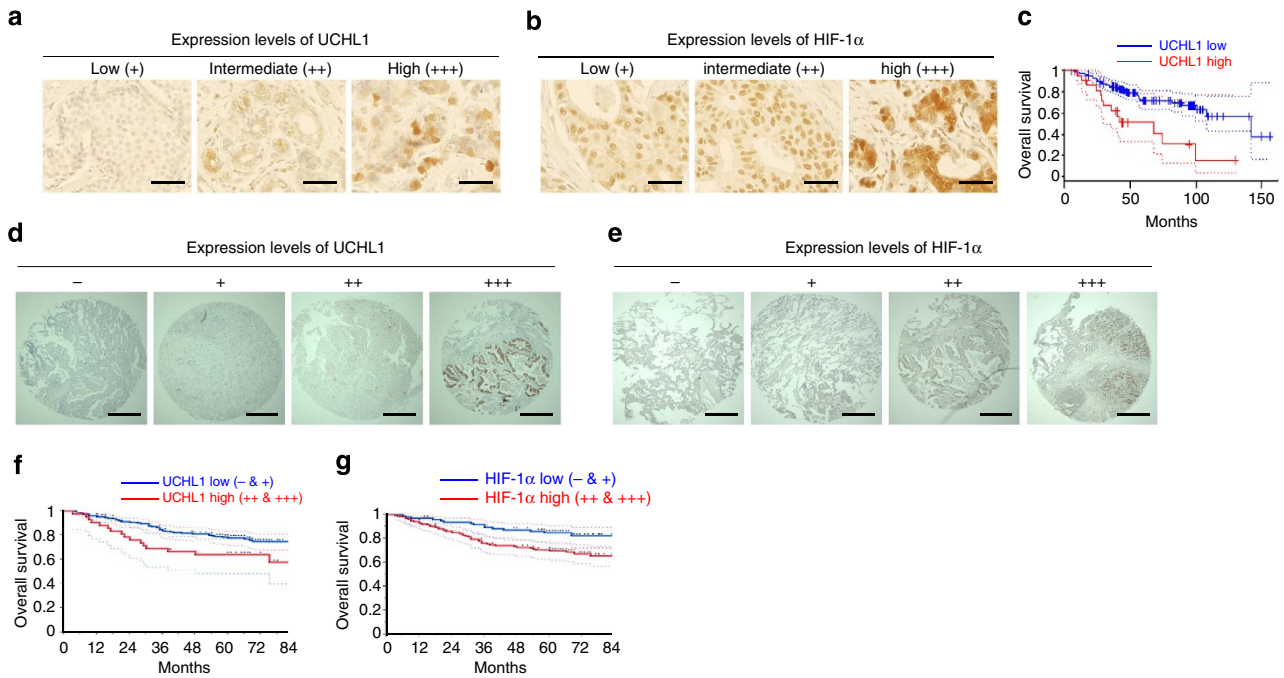 a
Expression levels of UCHL1
Low (+) Intermediate (++) High (+++)
b
Expression levels of HIF-1α
Low (+) intermediate (++) high (+++)
c
UCHL1 low
UCHL1 high
Overall survival
1
0.8
0.6
0.4
0.2
0
0 50 100 150
Months
d
Expression levels of UCHL1
– + ++ +++
e
Expression levels of HIF-1α
– + ++ +++
f
UCHL1 low (– & +)
UCHL1 high (++ & +++)
Overall survival
1
0.8
0.6
0.4
0.2
0
0 12 24 36 48 60 72 84
Months
g
HIF-1α low (– & +)
HIF-1α high (++ & +++)
Overall survival
1
0.8
0.6
0.4
0.2
0
0 12 24 36 48 60 72 84
Months